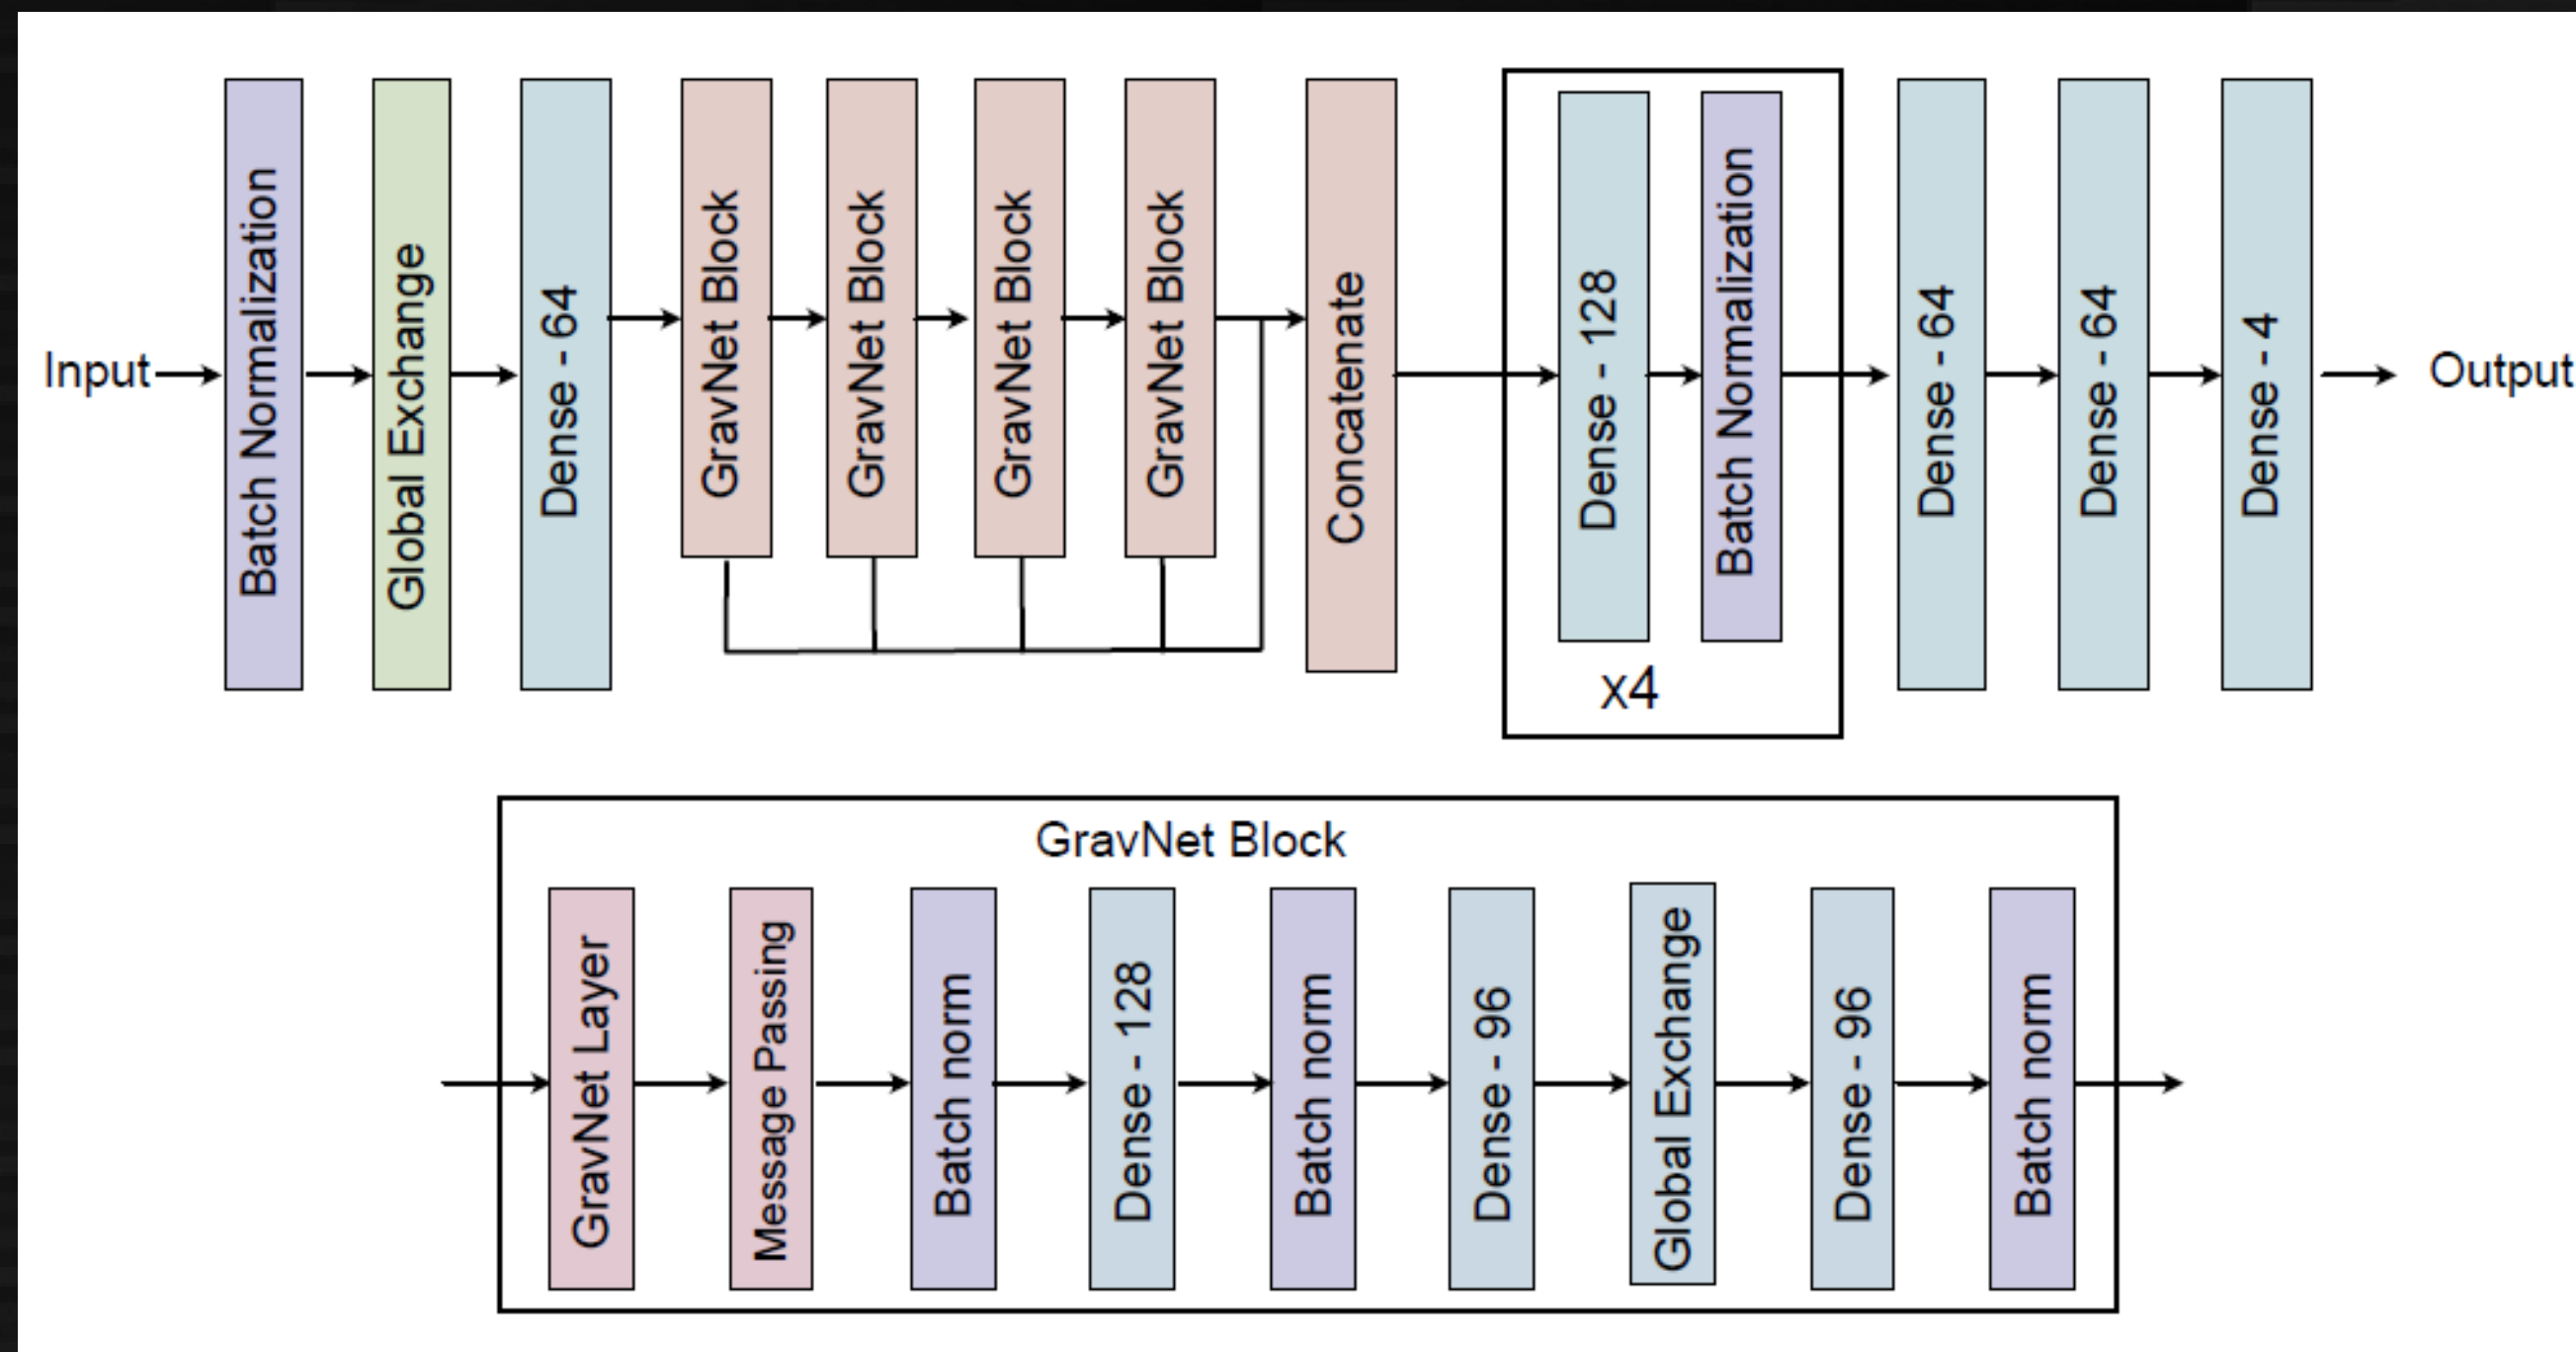 Input
Batch Normalization
Global Exchange
Dense - 64
GravNet Block
GravNet Block
GravNet Block
GravNet Block
Concatenate
Dense - 128
Batch Normalization
x4
Dense - 64
Dense - 64
Dense - 4
Output
GravNet Block
GravNet Layer
Message Passing
Batch norm
Dense - 128
Batch norm
Dense - 96
Global Exchange
Dense - 96
Batch norm